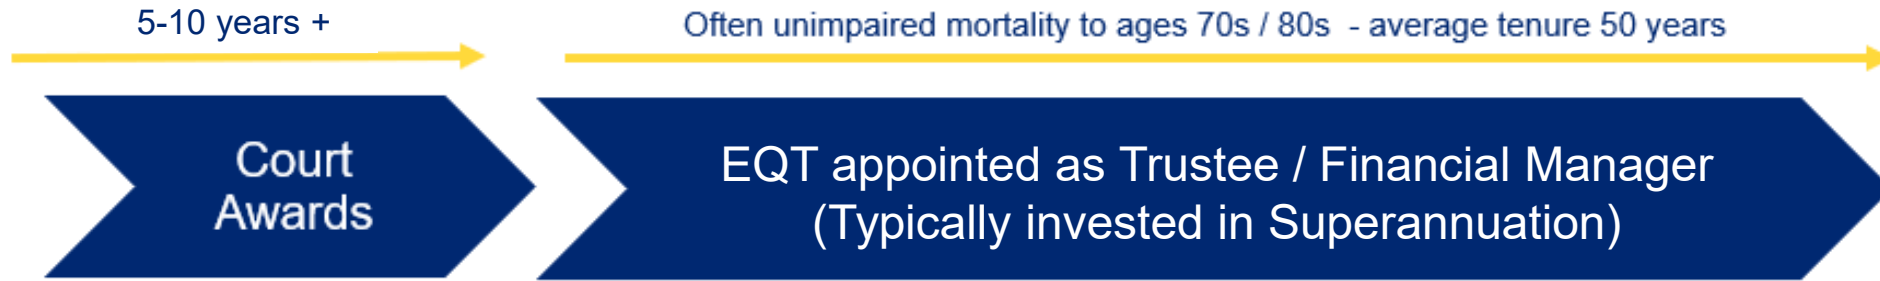 5-10 years +
Often unimpaired mortality to ages 70s / 80s - average tenure 50 years
Court
Awards
EQT appointed as Trustee / Financial Manager
(Typically invested in Superannuation)